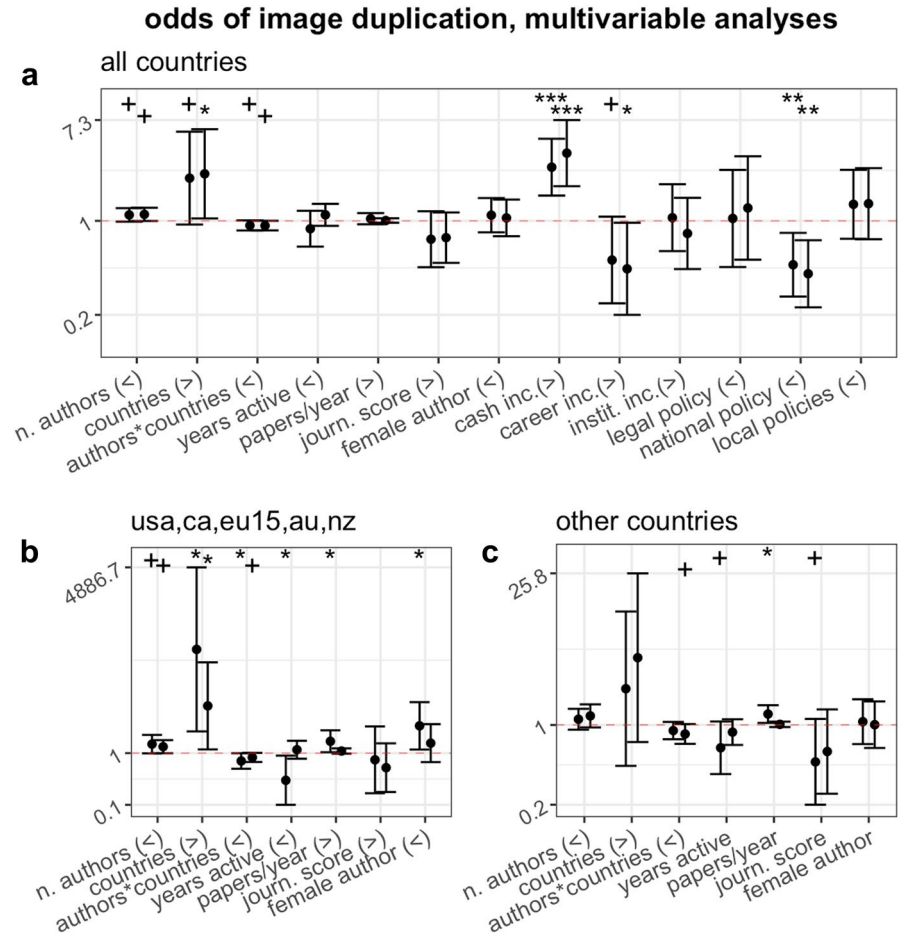 odds of image duplication, multivariable analyses
a
all countries
+ + + * + + *** *** + * ** **
7.3
1
0.2
n. authors (<)
countries (>)
authors*countries (<)
years active (<)
papers/year (>)
journ. score (>)
female author (<)
cash inc.(>)
career inc.(>)
instit. inc.(>)
legal policy (<)
national policy (<)
local policies (<)
b
usa,ca,eu15,au,nz
+ + * * * + * * *
4886.7
1
0.1
n. authors (<)
countries (>)
authors*countries (<)
years active (<)
papers/year (>)
journ. score (>)
female author (<)
c
other countries
+ + * +
25.8
1
0.2
n. authors (<)
countries (>)
authors*countries (<)
years active
papers/year
journ. score
female author